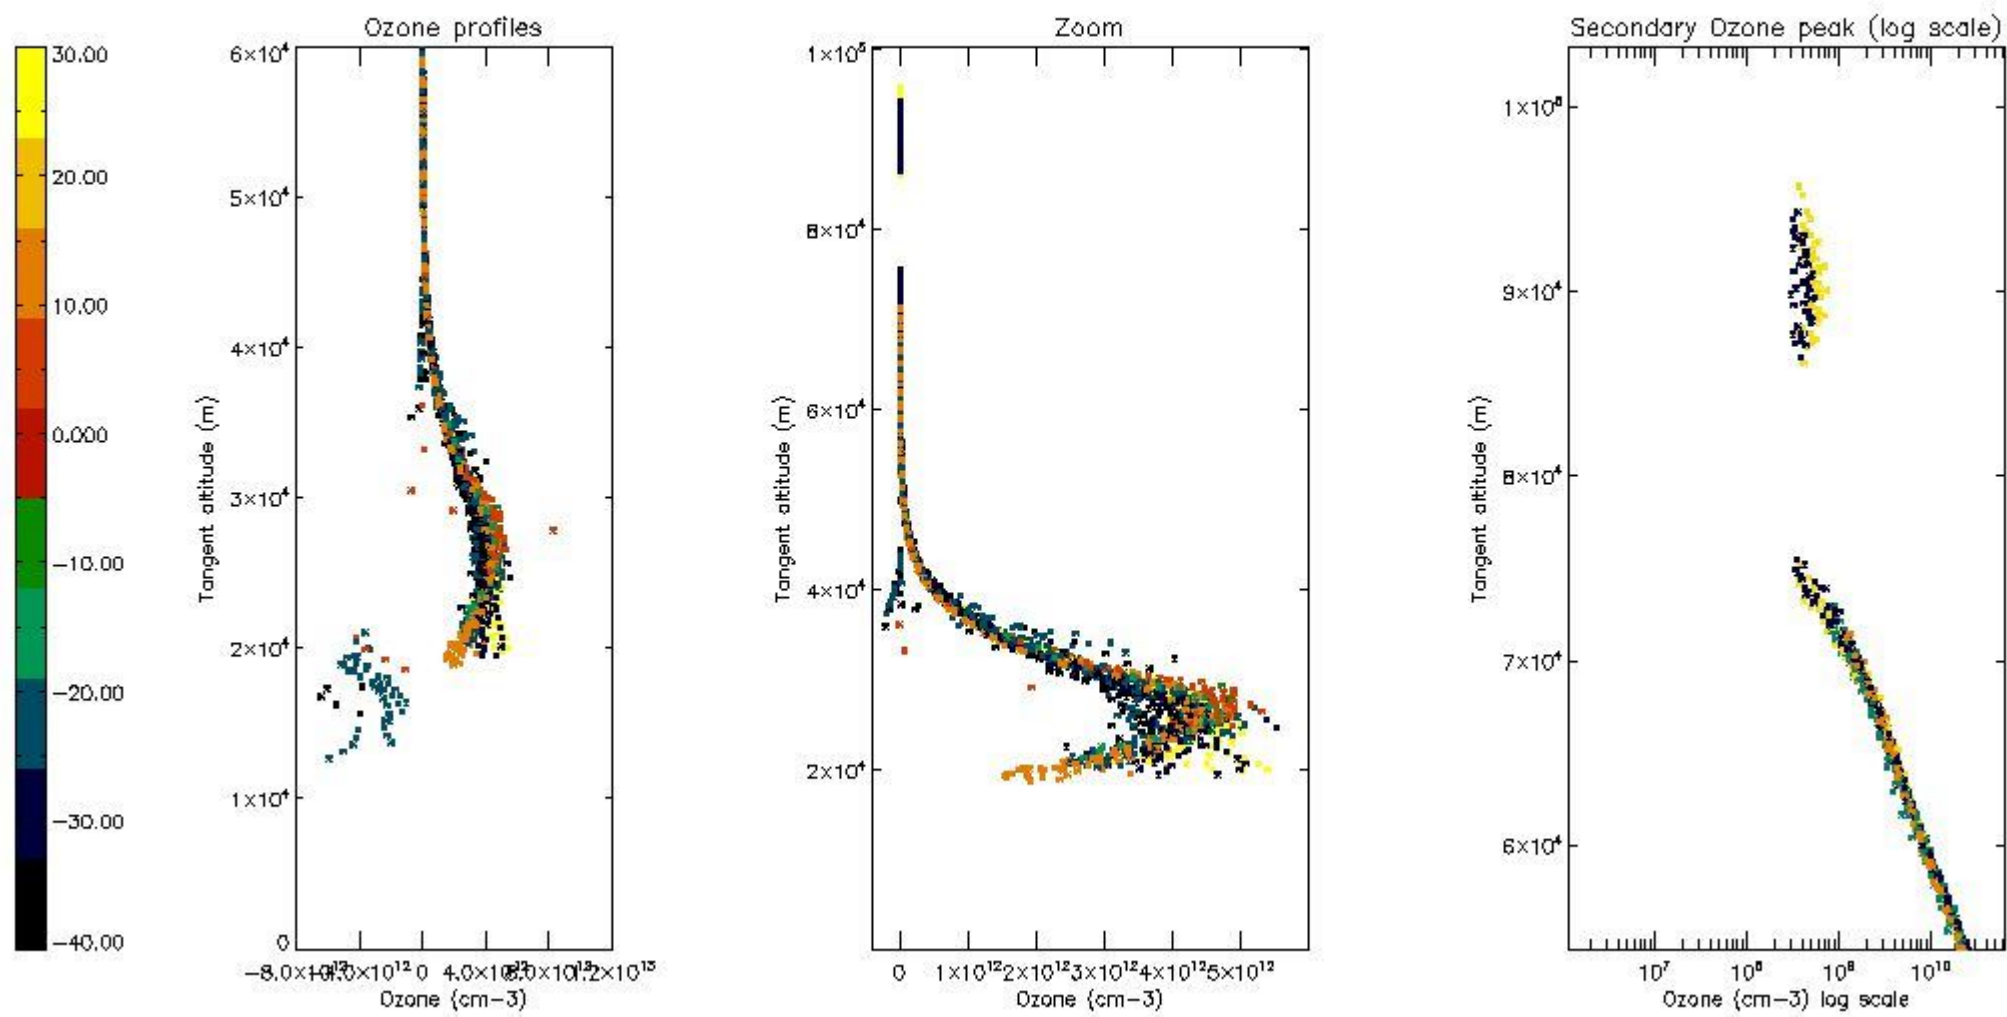 Ozone profiles
Zoom
Secondary Ozone peak (log scale)
30.00
20.00
10.00
0.000
−10.00
−20.00
−30.00
−40.00
6×10⁴
5×10⁴
4×10⁴
3×10⁴
2×10⁴
1×10⁴
0
Tangent altitude (m)
0
Ozone (cm−3)
1×10⁵
8×10⁴
6×10⁴
4×10⁴
2×10⁴
Tangent altitude (m)
0 1×10¹² 2×10¹² 3×10¹² 4×10¹² 5×10¹²
Ozone (cm−3)
9×10⁴
8×10⁴
7×10⁴
6×10⁴
Tangent altitude (m)
10⁷ 10⁸ 10⁹ 10¹⁰
Ozone (cm−3) log scale